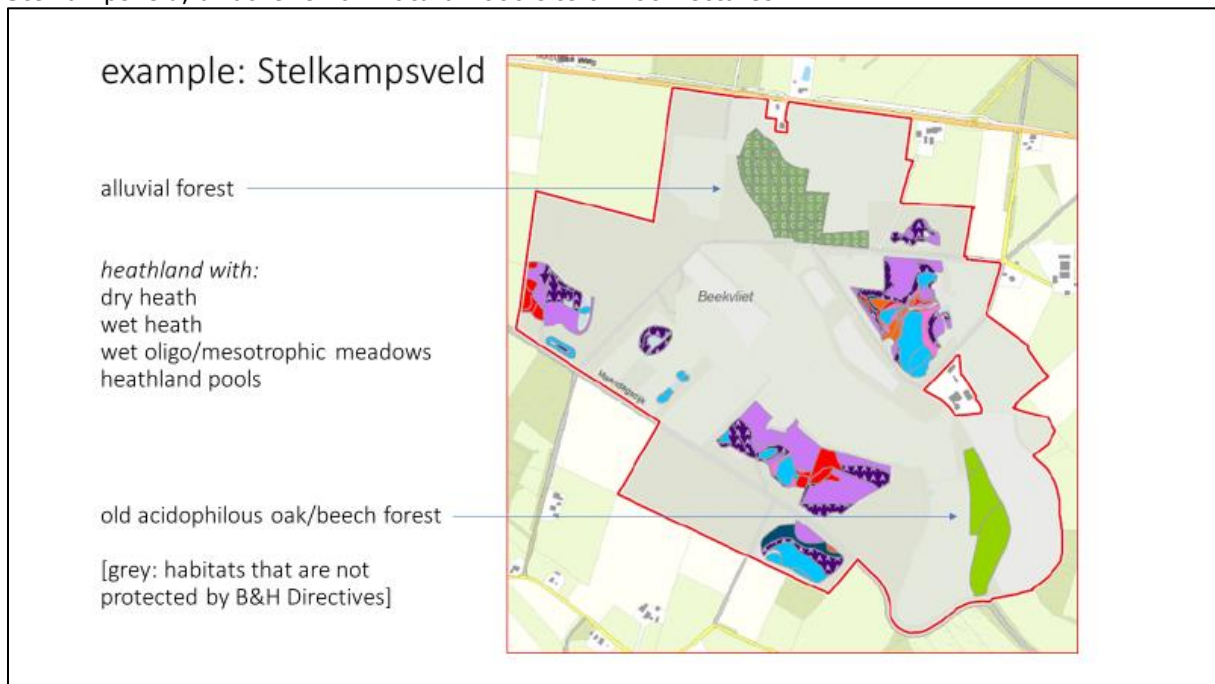 example: Stelkampsveld
alluvial forest
heathland with:
dry heath
wet heath
wet oligo/mesotrophic meadows
heathland pools
old acidophilous oak/beech forest
[grey: habitats that are not
protected by B&H Directives]
Beekvliet